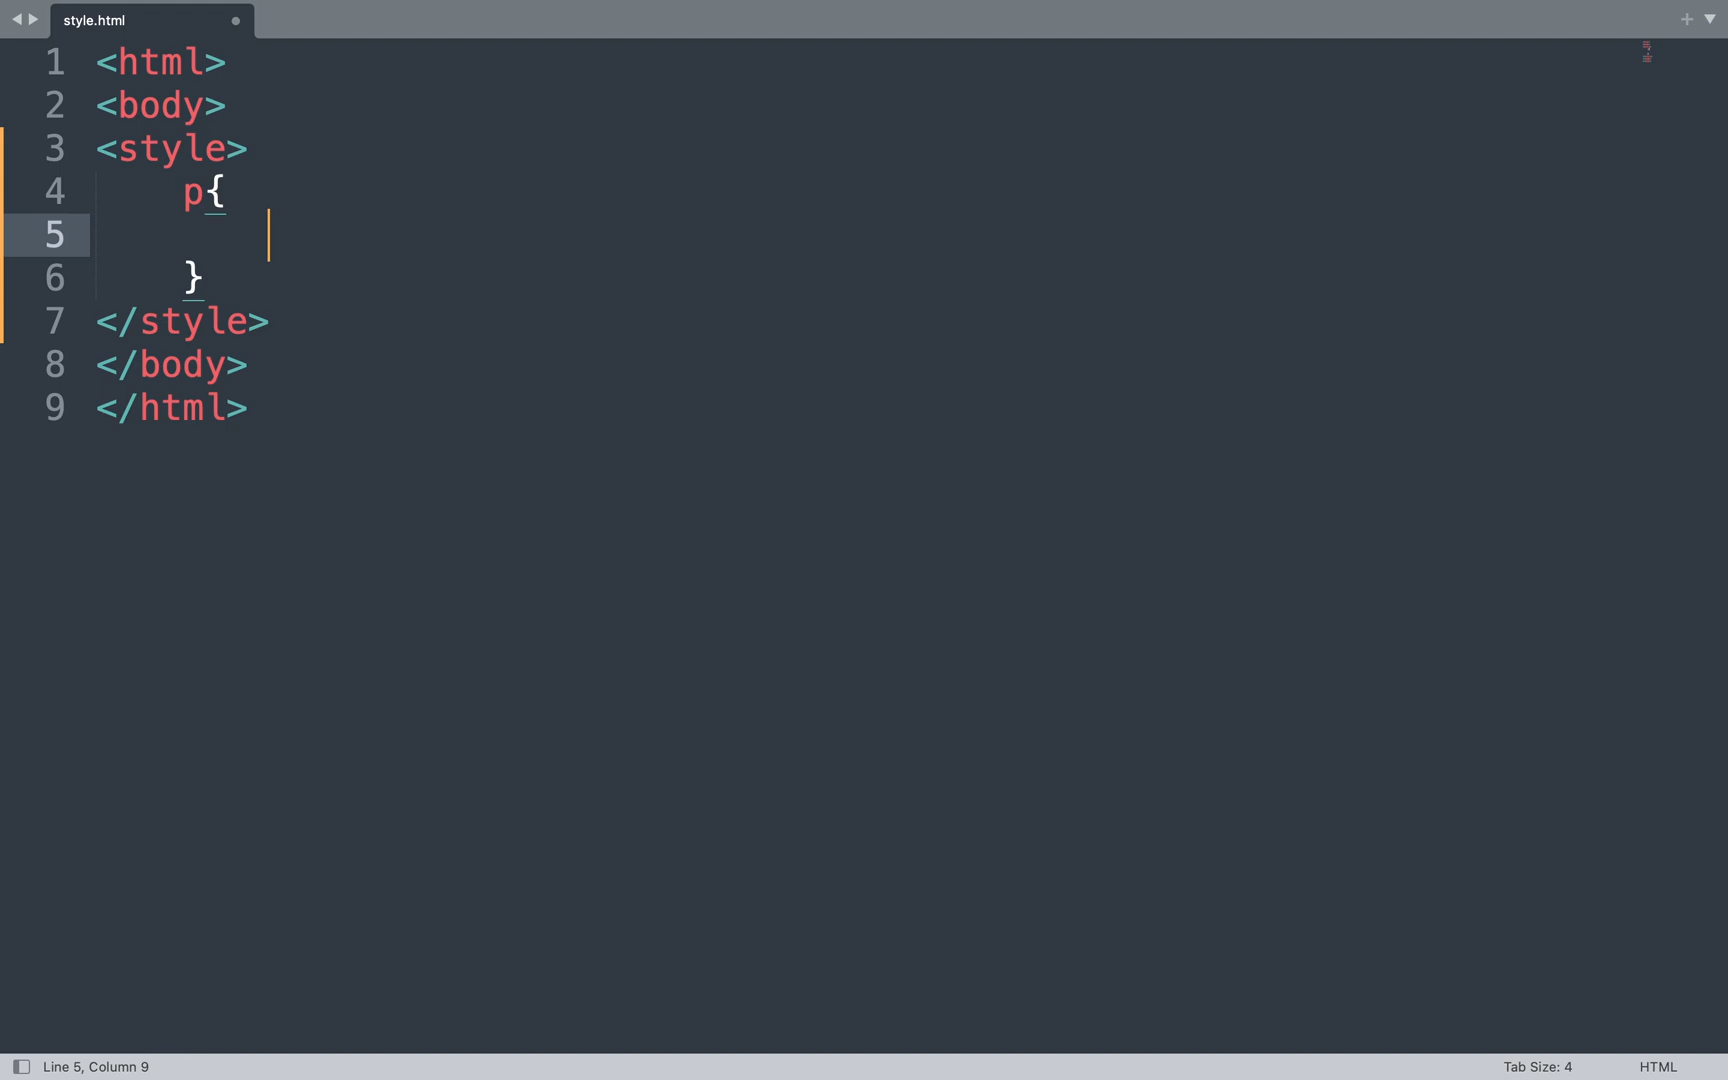 style.html
1 <html>
2 <body>
3 <style>
4 p{
5
6 }
7 </style>
8 </body>
9 </html>
Line 5, Column 9
Tab Size: 4
HTML